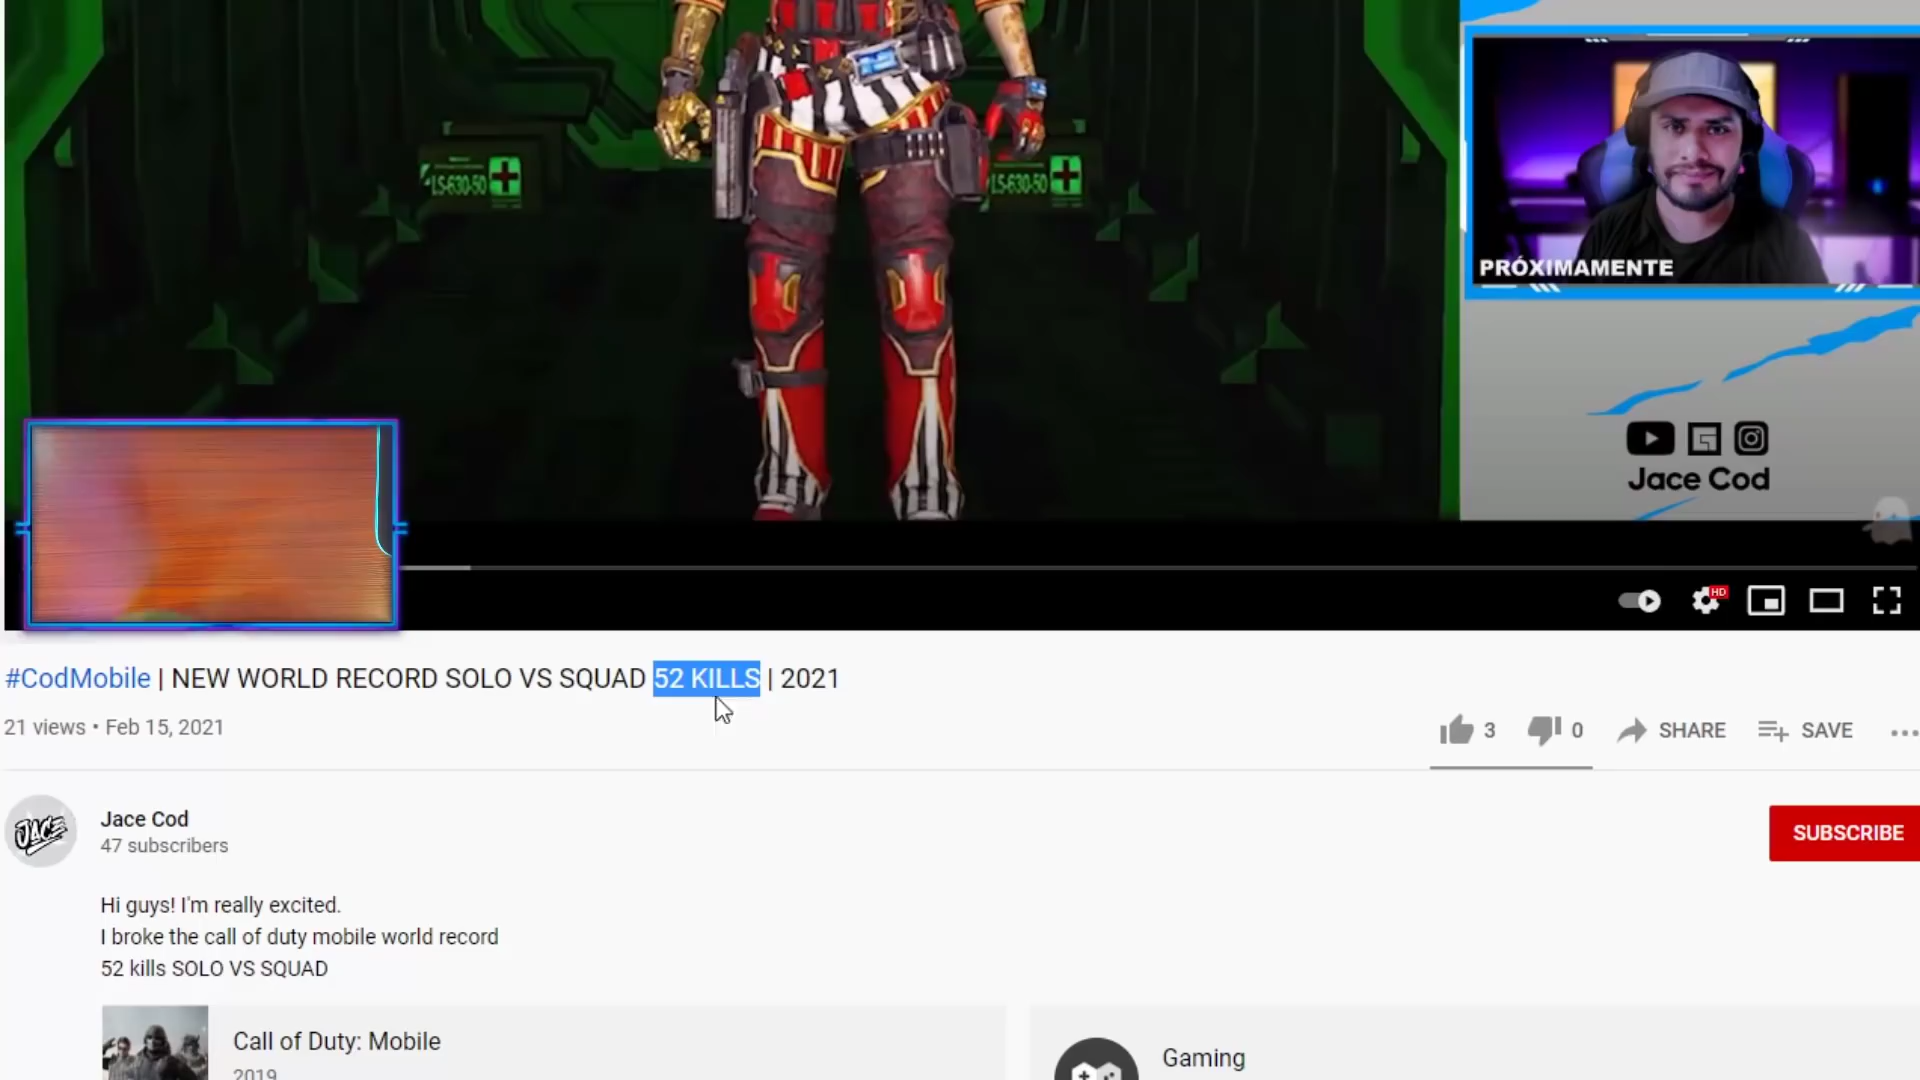 LS-630-50
LS-630-50
PRÓXIMAMENTE
Jace Cod
HD
#CodMobile | NEW WORLD RECORD SOLO VS SQUAD 52 KILLS | 2021
21 views • Feb 15, 2021
3
0
SHARE
SAVE
JACE
Jace Cod
47 subscribers
SUBSCRIBE
Hi guys! I'm really excited.
I broke the call of duty mobile world record
52 kills SOLO VS SQUAD
Call of Duty: Mobile
2019
Gaming